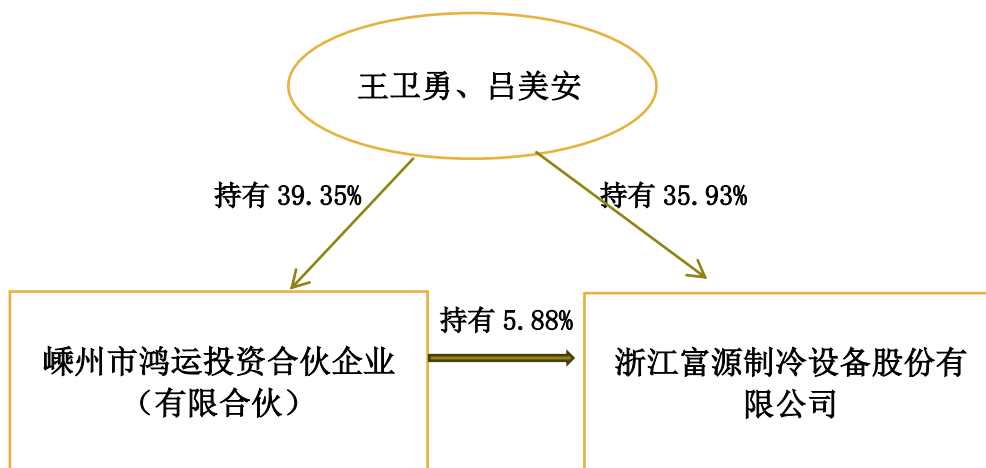 王卫勇、吕美安
持有 39.35%
持有 35.93%
持有 5.88%
嵊州市鸿运投资合伙企业
（有限合伙）
浙江富源制冷设备股份有
限公司